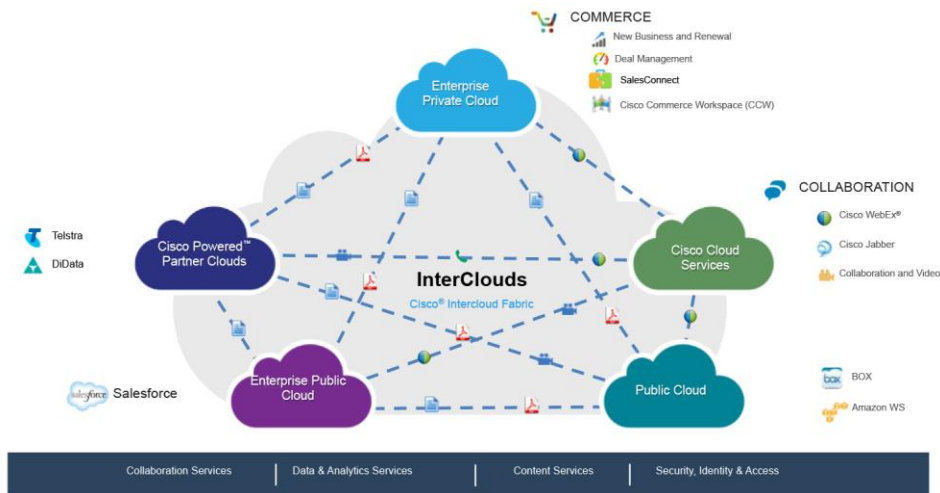 COMMERCE
New Business and Renewal
Deal Management
SalesConnect
Cisco Commerce Workspace (CCW)
Enterprise
Private Cloud
COLLABORATION
Cisco WebEx®
Cisco Jabber
Collaboration and Video
Telstra
DiData
Cisco Powered™
Partner Clouds
Cisco Cloud
Services
InterClouds
Cisco® Intercloud Fabric
salesforce
Salesforce
Enterprise Public
Cloud
Public Cloud
box
BOX
Amazon WS
Collaboration Services
Data & Analytics Services
Content Services
Security, Identity & Access